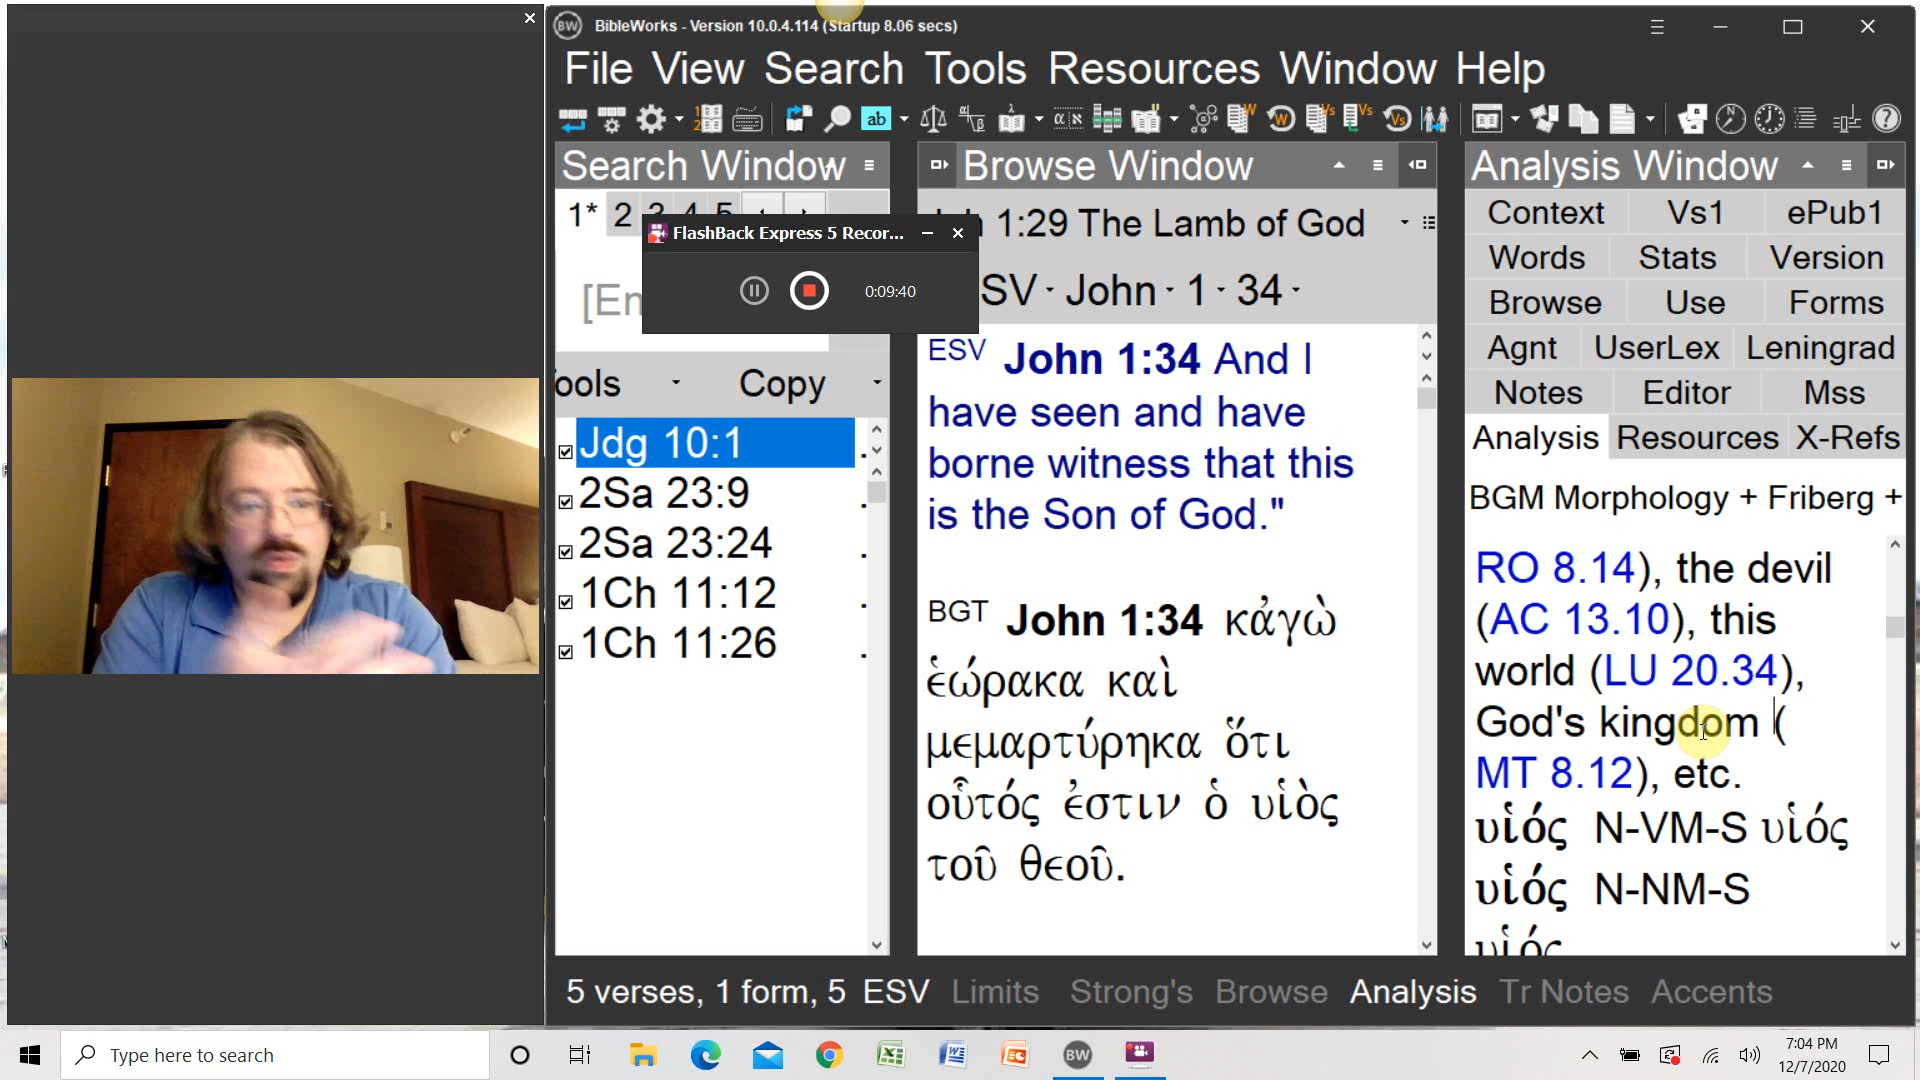 BibleWorks - Version 10.0.4.114 (Startup 8.06 secs)
File View Search Tools Resources Window Help
Search Window
1* 2 3 4 5
[En
FlashBack Express 5 Recor...
0:09:40
ools Copy
Jdg 10:1
2Sa 23:9
2Sa 23:24
1Ch 11:12
1Ch 11:26
Browse Window
1:29 The Lamb of God
SV John 1 34
ESV John 1:34 And I
have seen and have
borne witness that this
is the Son of God."
BGT John 1:34 κἀγὼ
ἑώρακα καὶ
μεμαρτύρηκα ὅτι
οὗτός ἐστιν ὁ υἱὸς
τοῦ θεοῦ.
Analysis Window
Context Vs1 ePub1
Words Stats Version
Browse Use Forms
Agnt UserLex Leningrad
Notes Editor Mss
Analysis Resources X-Refs
BGM Morphology + Friberg +
RO 8.14), the devil
(AC 13.10), this
world (LU 20.34),
God's kingdom (
MT 8.12), etc.
υἱός N-VM-S υἱός
υἱός N-NM-S
υἱός
5 verses, 1 form, 5 ESV Limits Strong's Browse Analysis Tr Notes Accents
Type here to search
7:04 PM
12/7/2020